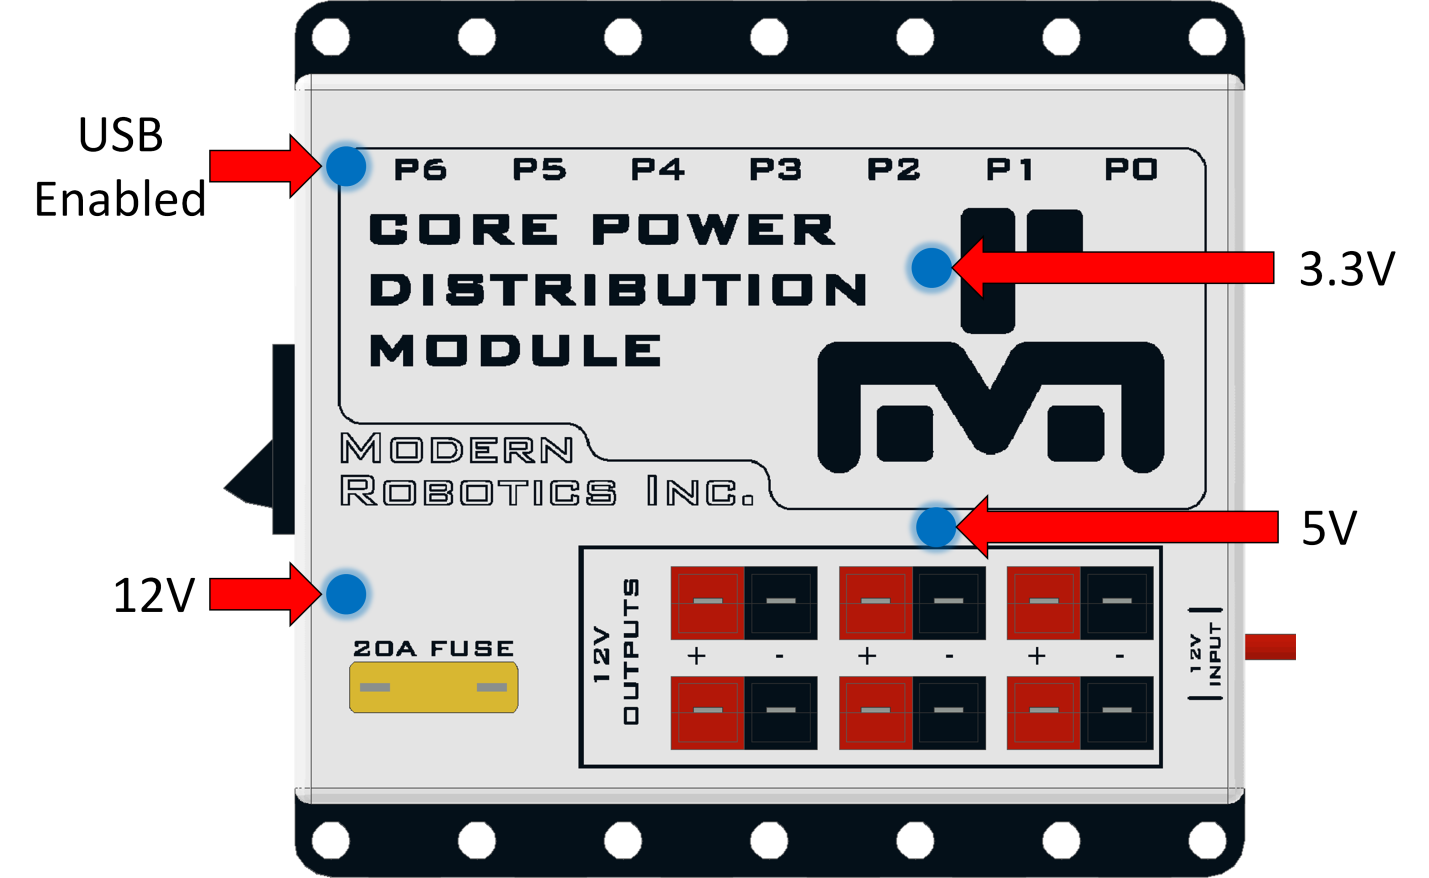 USB
Enabled
P6 P5 P4 P3 P2 P1 P0
CORE POWER
DISTRIBUTION
MODULE
3.3V
MODERN
ROBOTICS INC.
5V
12V
20A FUSE
12V
OUTPUTS
+ - + - + -
12V
INPUT